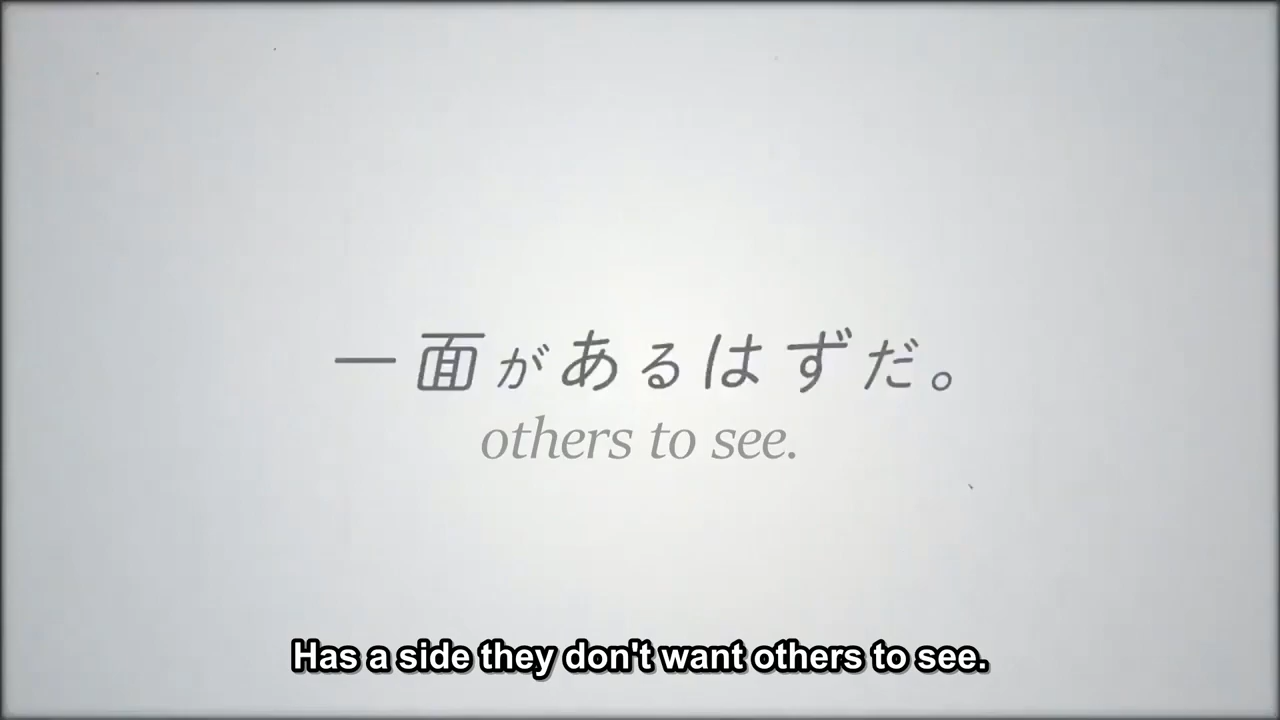 一面があるはずだ。
others to see.
Has a side they don't want others to see.